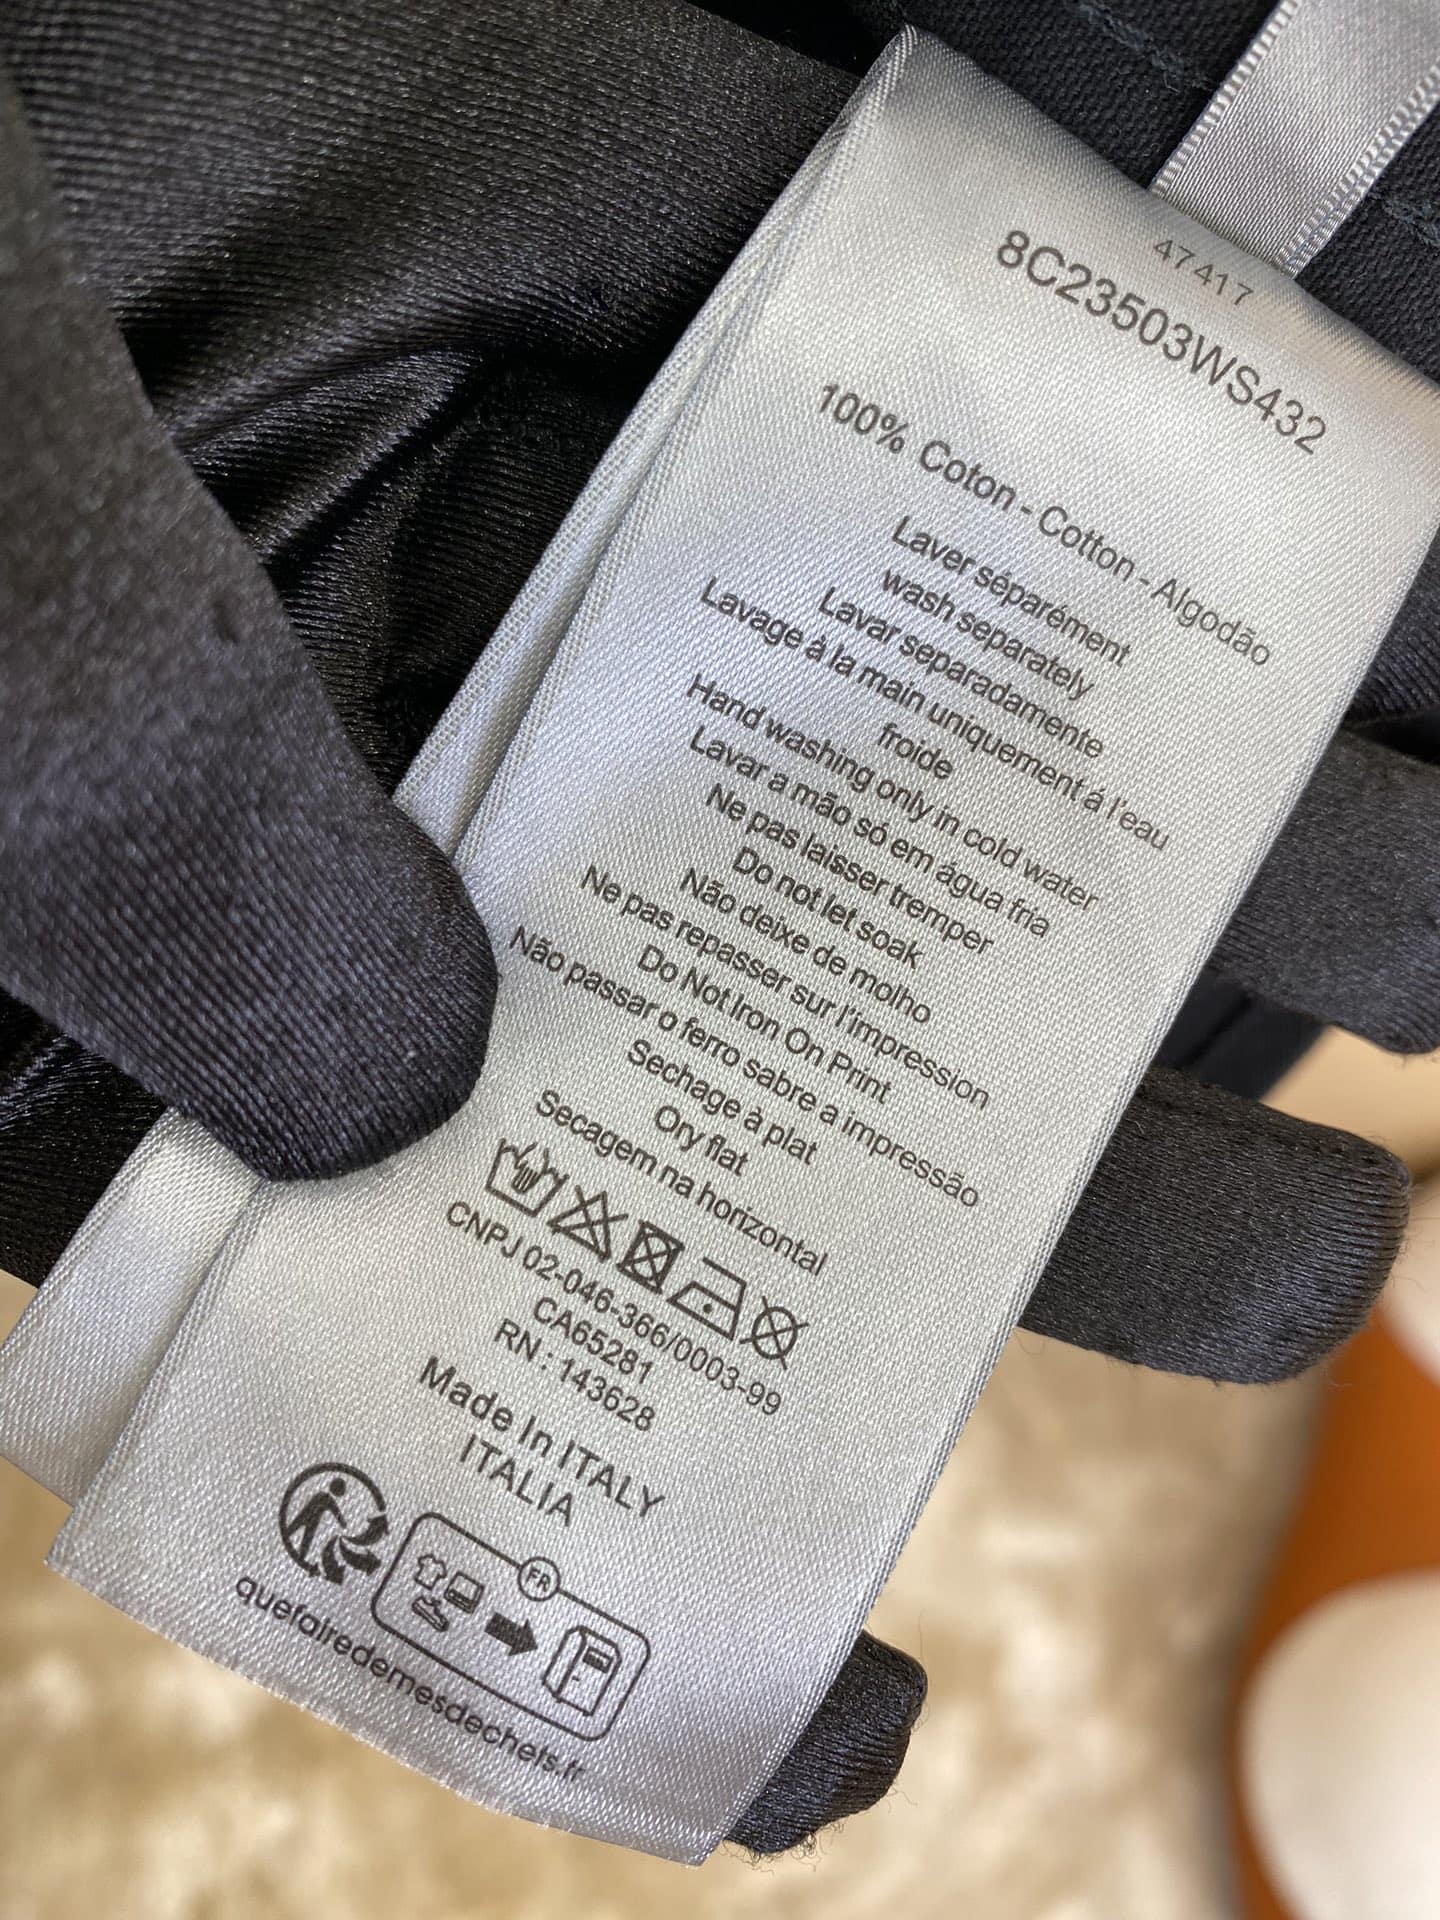 47417
8C23503WS432
100% Coton - Cotton - Algodão
Laver séparément
wash separately
Lavar separadamente
Lavage à la main uniquement á l'eau
froide
Hand washing only in cold water
Lavar a mão só em água fria
Ne pas laisser tremper
Do not let soak
Não deixe de molho
Ne pas repasser sur l'impression
Do Not Iron On Print
Não passar o ferro sabre a impressão
Sechage à plat
Ory flat
Secagem na horizontal
CNPJ 02-046-366/0003-99
CA65281
RN : 143628
Made In ITALY
ITALIA
FR
quefairedemesdechets.fr